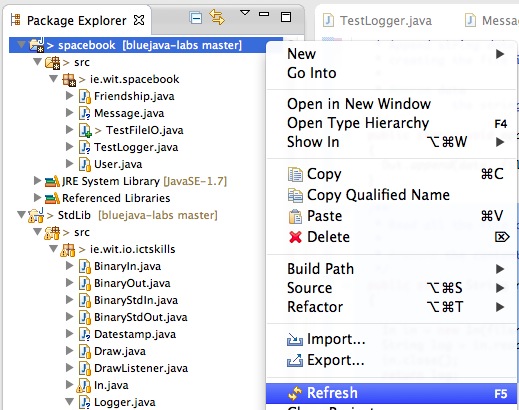 Package Explorer
TestLogger.java
Messa
> spacebook [bluejava-labs master]
> src
> ie.wit.spacebook
Friendship.java
Message.java
> TestFileIO.java
TestLogger.java
User.java
JRE System Library [JavaSE-1.7]
Referenced Libraries
> StdLib [bluejava-labs master]
> src
> ie.wit.io.ictskills
BinaryIn.java
BinaryOut.java
BinaryStdIn.java
BinaryStdOut.java
Datestamp.java
Draw.java
DrawListener.java
In.java
Logger.java
New
Go Into
Open in New Window
Open Type Hierarchy F4
Show In ⌥⌘W
Copy ⌘C
Copy Qualified Name
Paste ⌘V
Delete ⌦
Build Path
Source ⌥⌘S
Refactor ⌥⌘T
Import...
Export...
Refresh F5